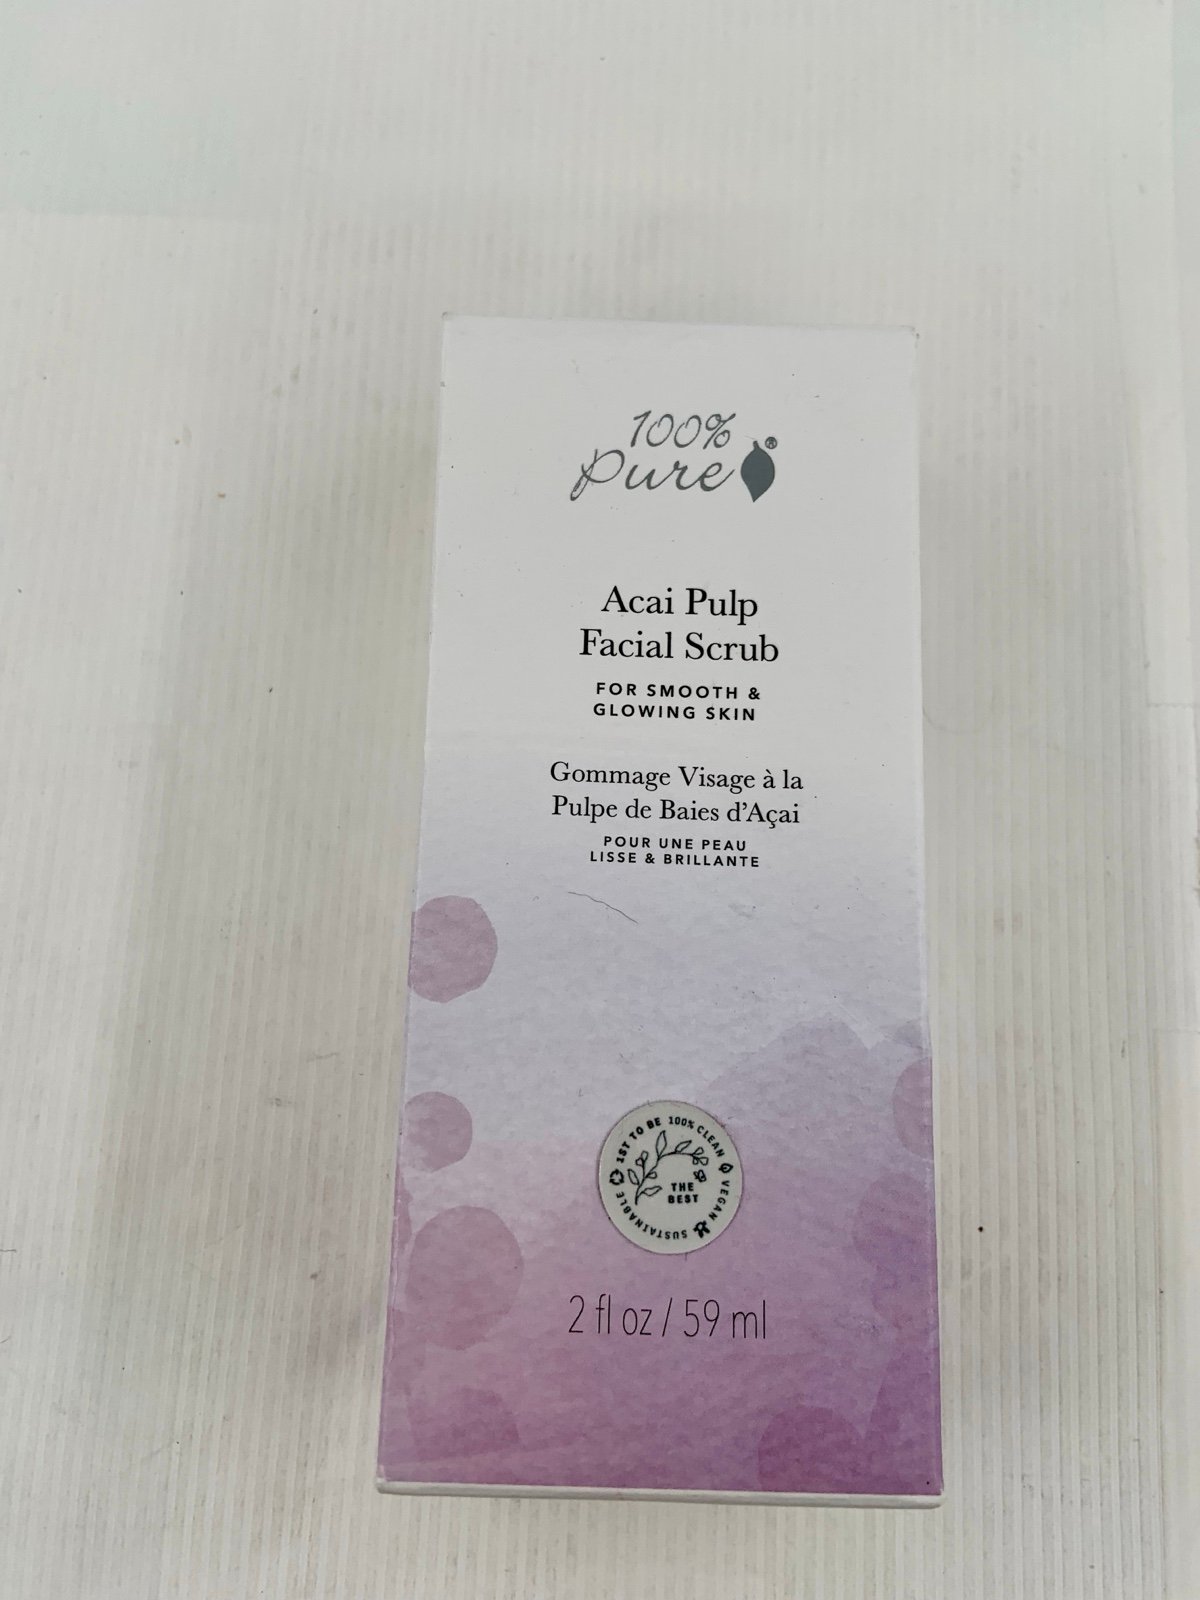 100%
Pure®
Acai Pulp
Facial Scrub
FOR SMOOTH &
GLOWING SKIN
Gommage Visage à la
Pulpe de Baies d'Açai
POUR UNE PEAU
LISSE & BRILLANTE
1ST TO BE 100% CLEAN VEGAN SUSTAINABLE
THE
BEST
2 fl oz / 59 ml